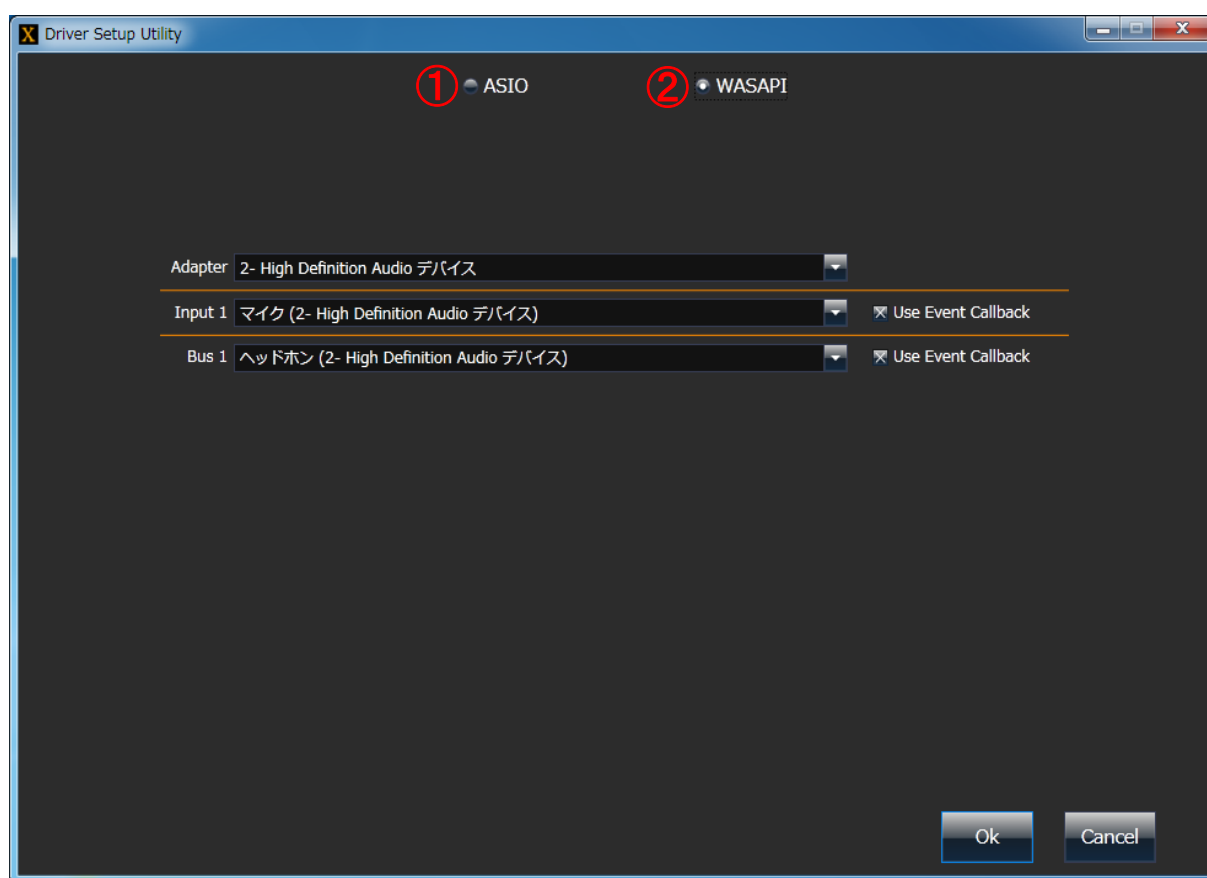 X Driver Setup Utility
① ASIO ② WASAPI
Adapter 2- High Definition Audio デバイス
Input 1 マイク (2- High Definition Audio デバイス) Use Event Callback
Bus 1 ヘッドホン (2- High Definition Audio デバイス) Use Event Callback
Ok Cancel